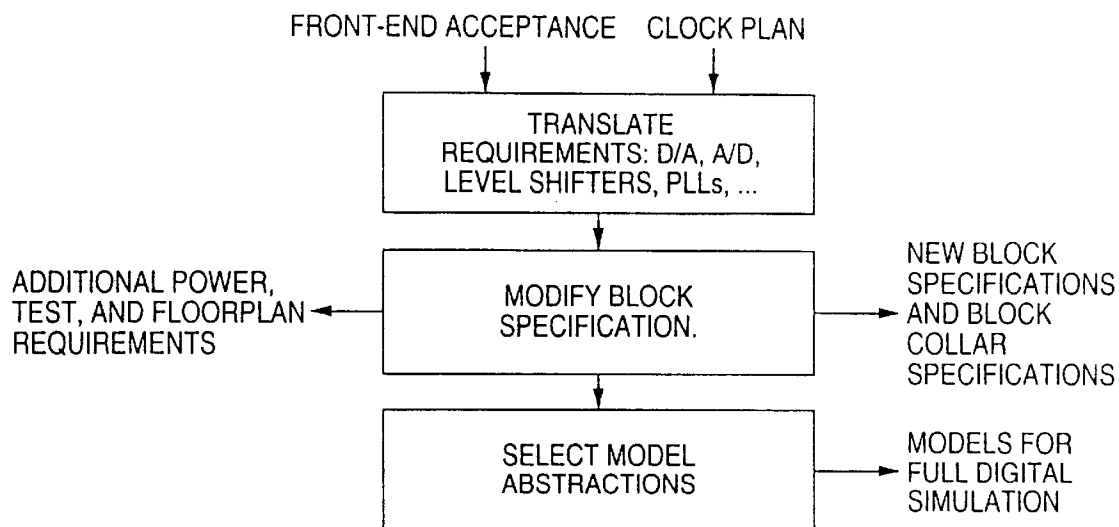 FRONT-END ACCEPTANCE
CLOCK PLAN
TRANSLATE
REQUIREMENTS: D/A, A/D,
LEVEL SHIFTERS, PLLs, ...
ADDITIONAL POWER,
TEST, AND FLOORPLAN
REQUIREMENTS
MODIFY BLOCK
SPECIFICATION.
NEW BLOCK
SPECIFICATIONS
AND BLOCK
COLLAR
SPECIFICATIONS
SELECT MODEL
ABSTRACTIONS
MODELS FOR
FULL DIGITAL
SIMULATION